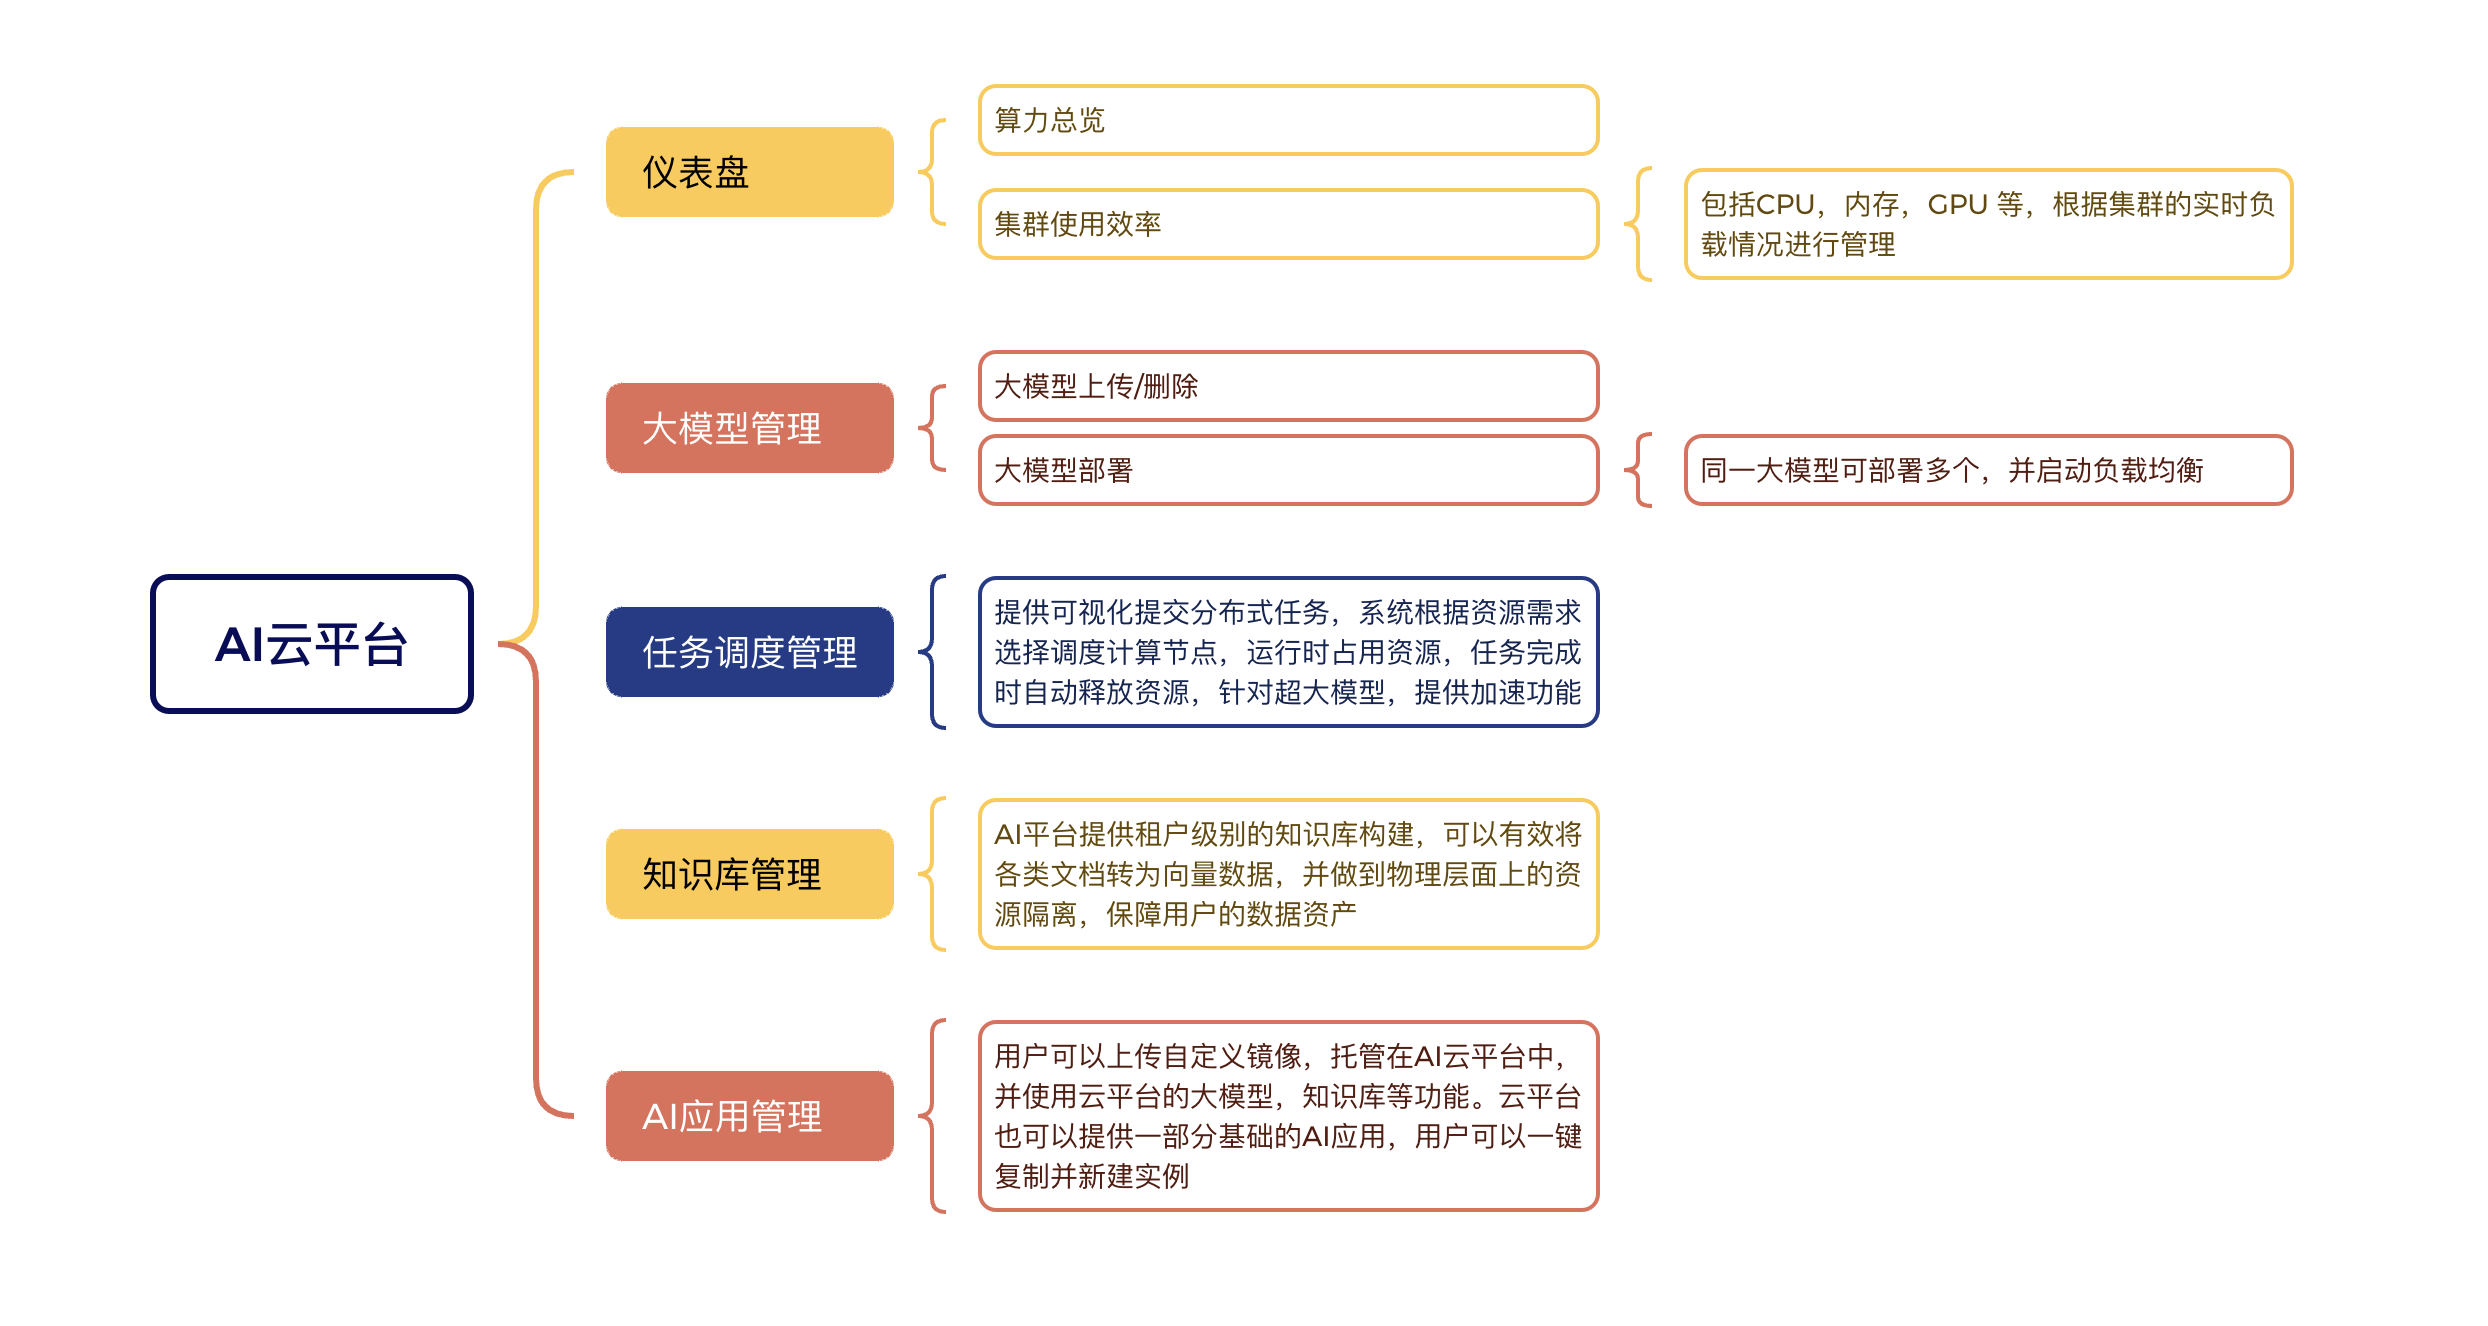 AI云平台
仪表盘
算力总览
集群使用效率
包括CPU，内存，GPU 等，根据集群的实时负
载情况进行管理
大模型管理
大模型上传/删除
大模型部署
同一大模型可部署多个，并启动负载均衡
任务调度管理
提供可视化提交分布式任务，系统根据资源需求
选择调度计算节点，运行时占用资源，任务完成
时自动释放资源，针对超大模型，提供加速功能
知识库管理
AI平台提供租户级别的知识库构建，可以有效将
各类文档转为向量数据，并做到物理层面上的资
源隔离，保障用户的数据资产
AI应用管理
用户可以上传自定义镜像，托管在AI云平台中，
并使用云平台的大模型，知识库等功能。云平台
也可以提供一部分基础的AI应用，用户可以一键
复制并新建实例